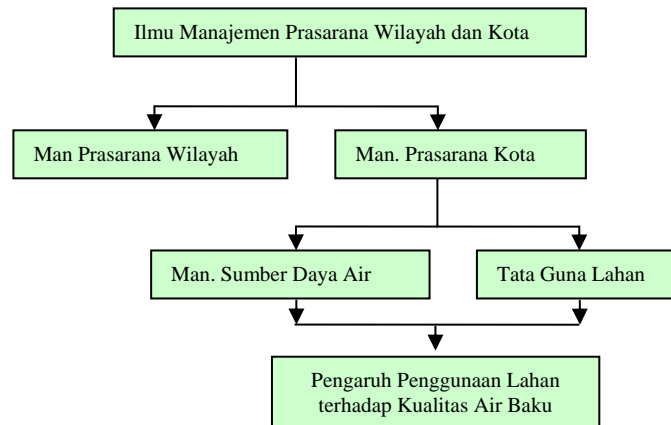 Ilmu Manajemen Prasarana Wilayah dan Kota
Man Prasarana Wilayah
Man. Prasarana Kota
Man. Sumber Daya Air
Tata Guna Lahan
Pengaruh Penggunaan Lahan
terhadap Kualitas Air Baku